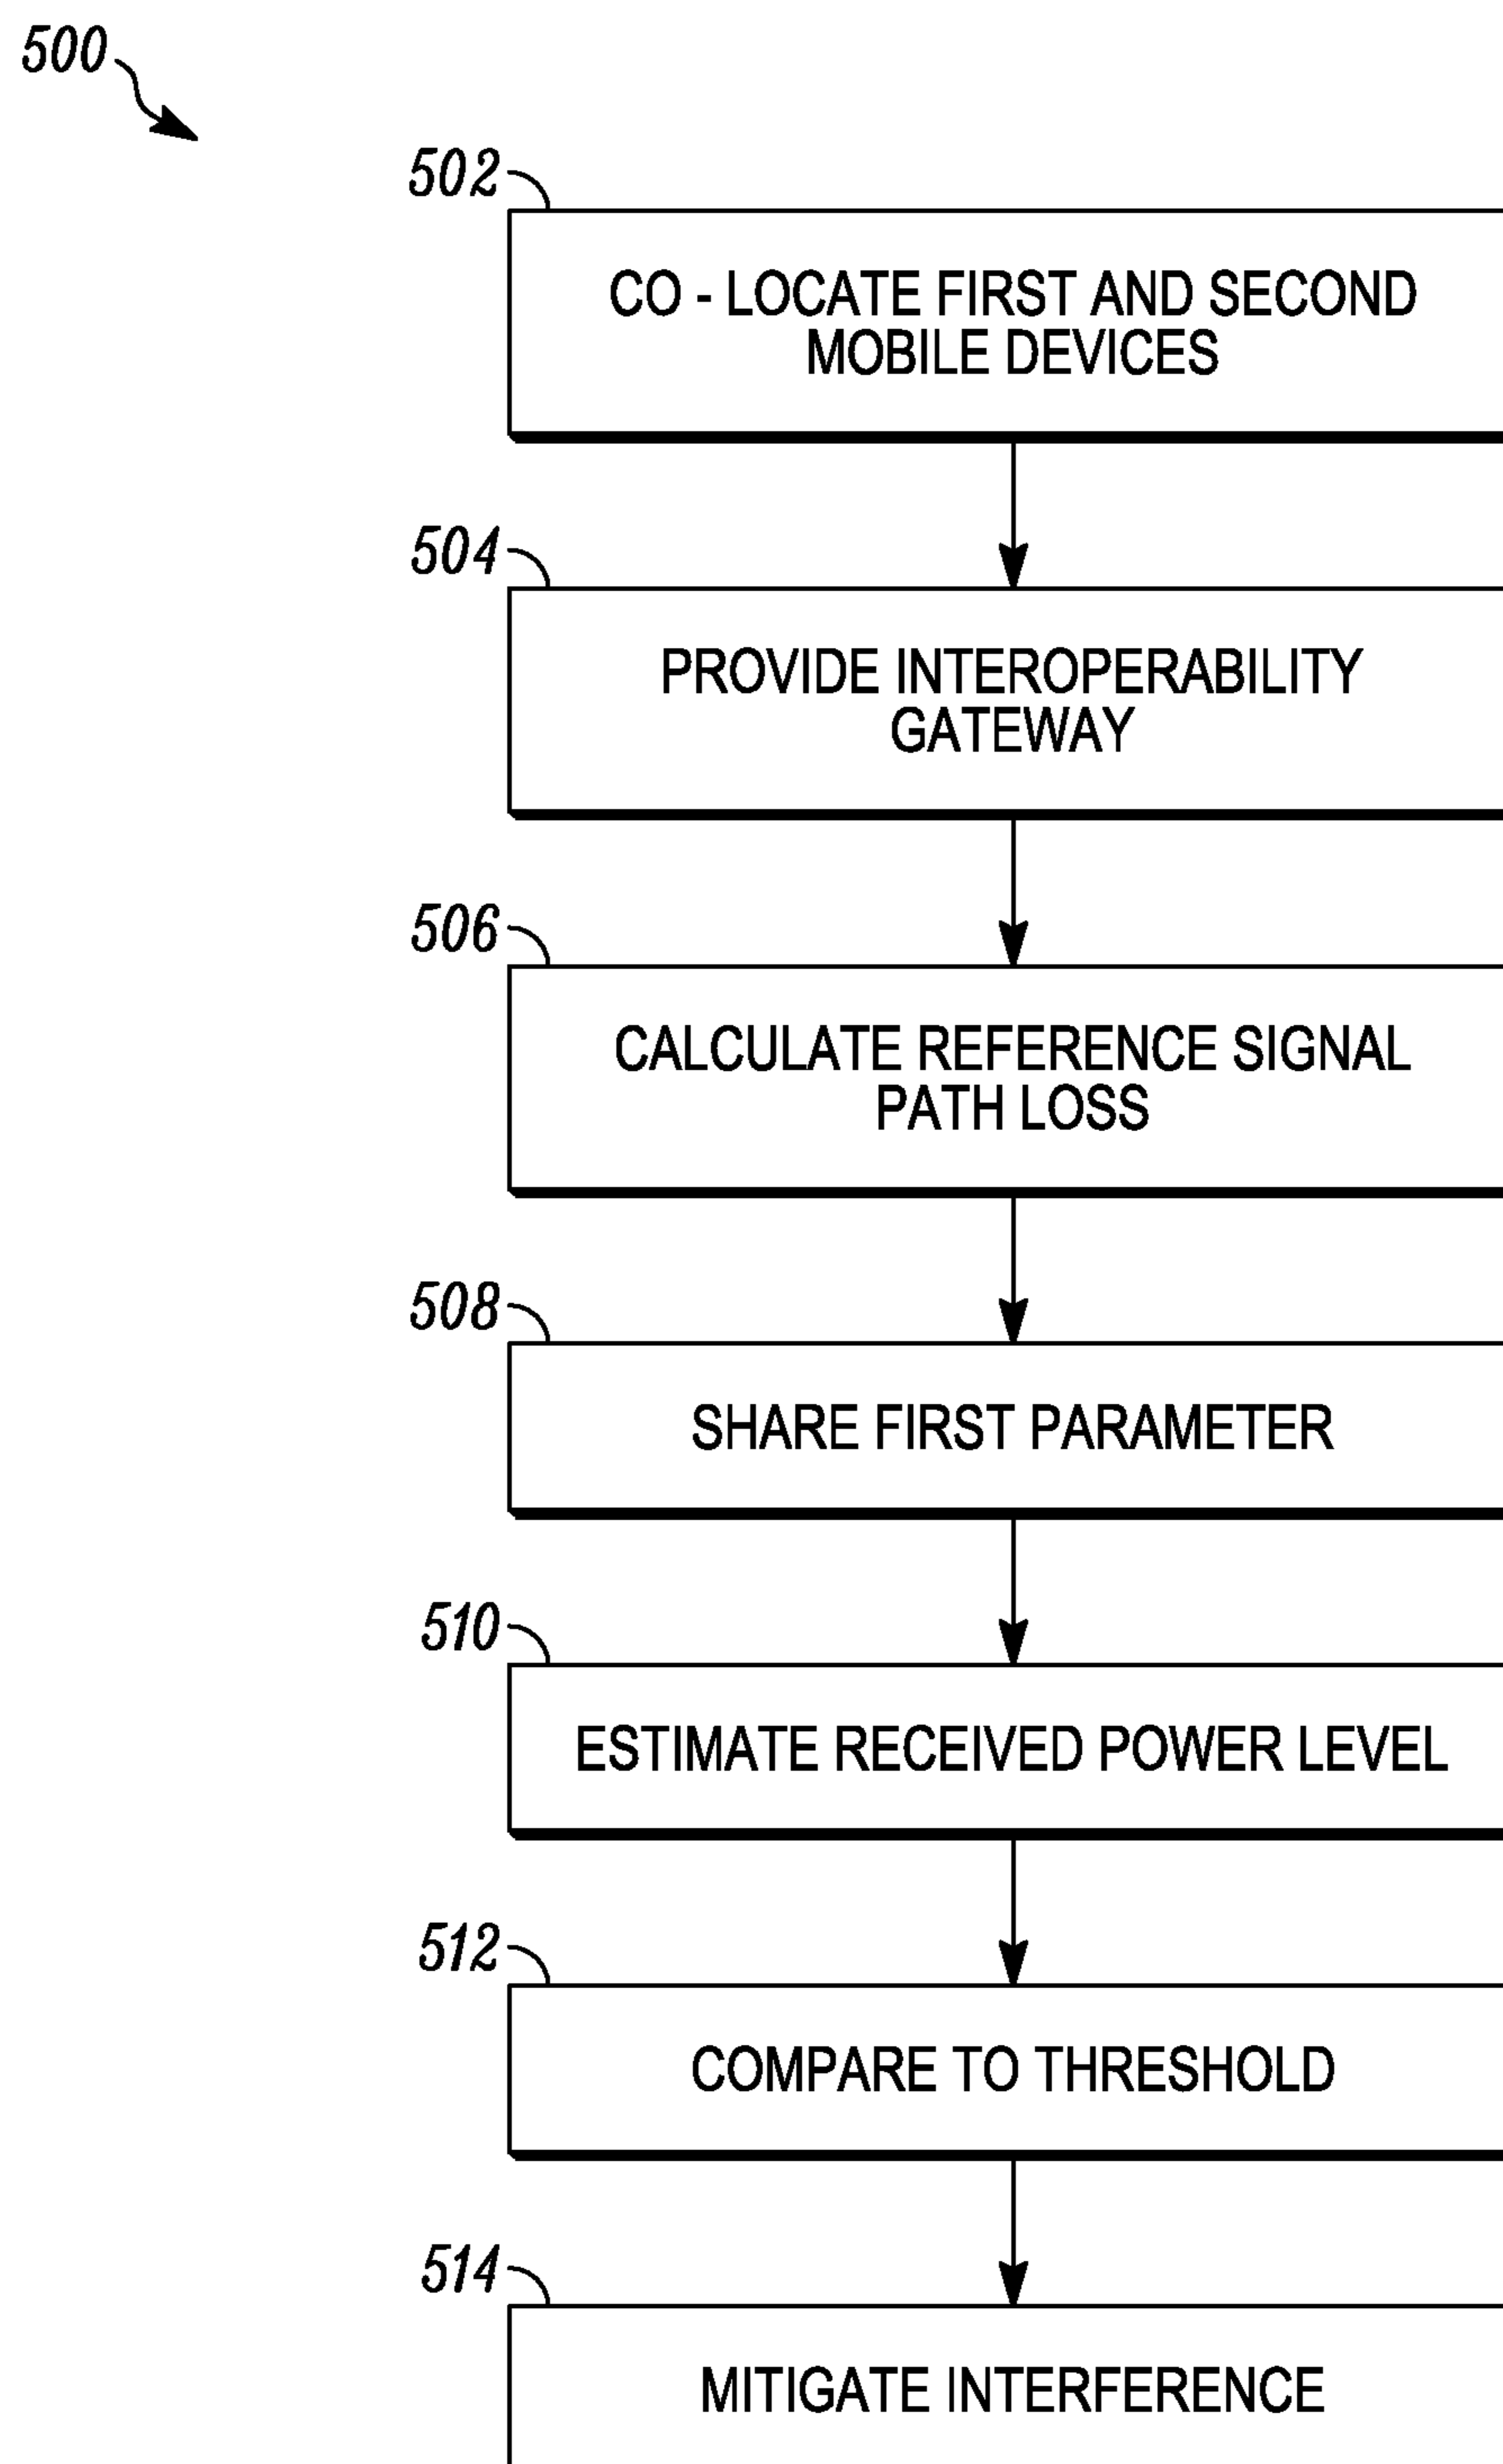 500
502
CO - LOCATE FIRST AND SECOND
MOBILE DEVICES
504
PROVIDE INTEROPERABILITY
GATEWAY
506
CALCULATE REFERENCE SIGNAL
PATH LOSS
508
SHARE FIRST PARAMETER
510
ESTIMATE RECEIVED POWER LEVEL
512
COMPARE TO THRESHOLD
514
MITIGATE INTERFERENCE